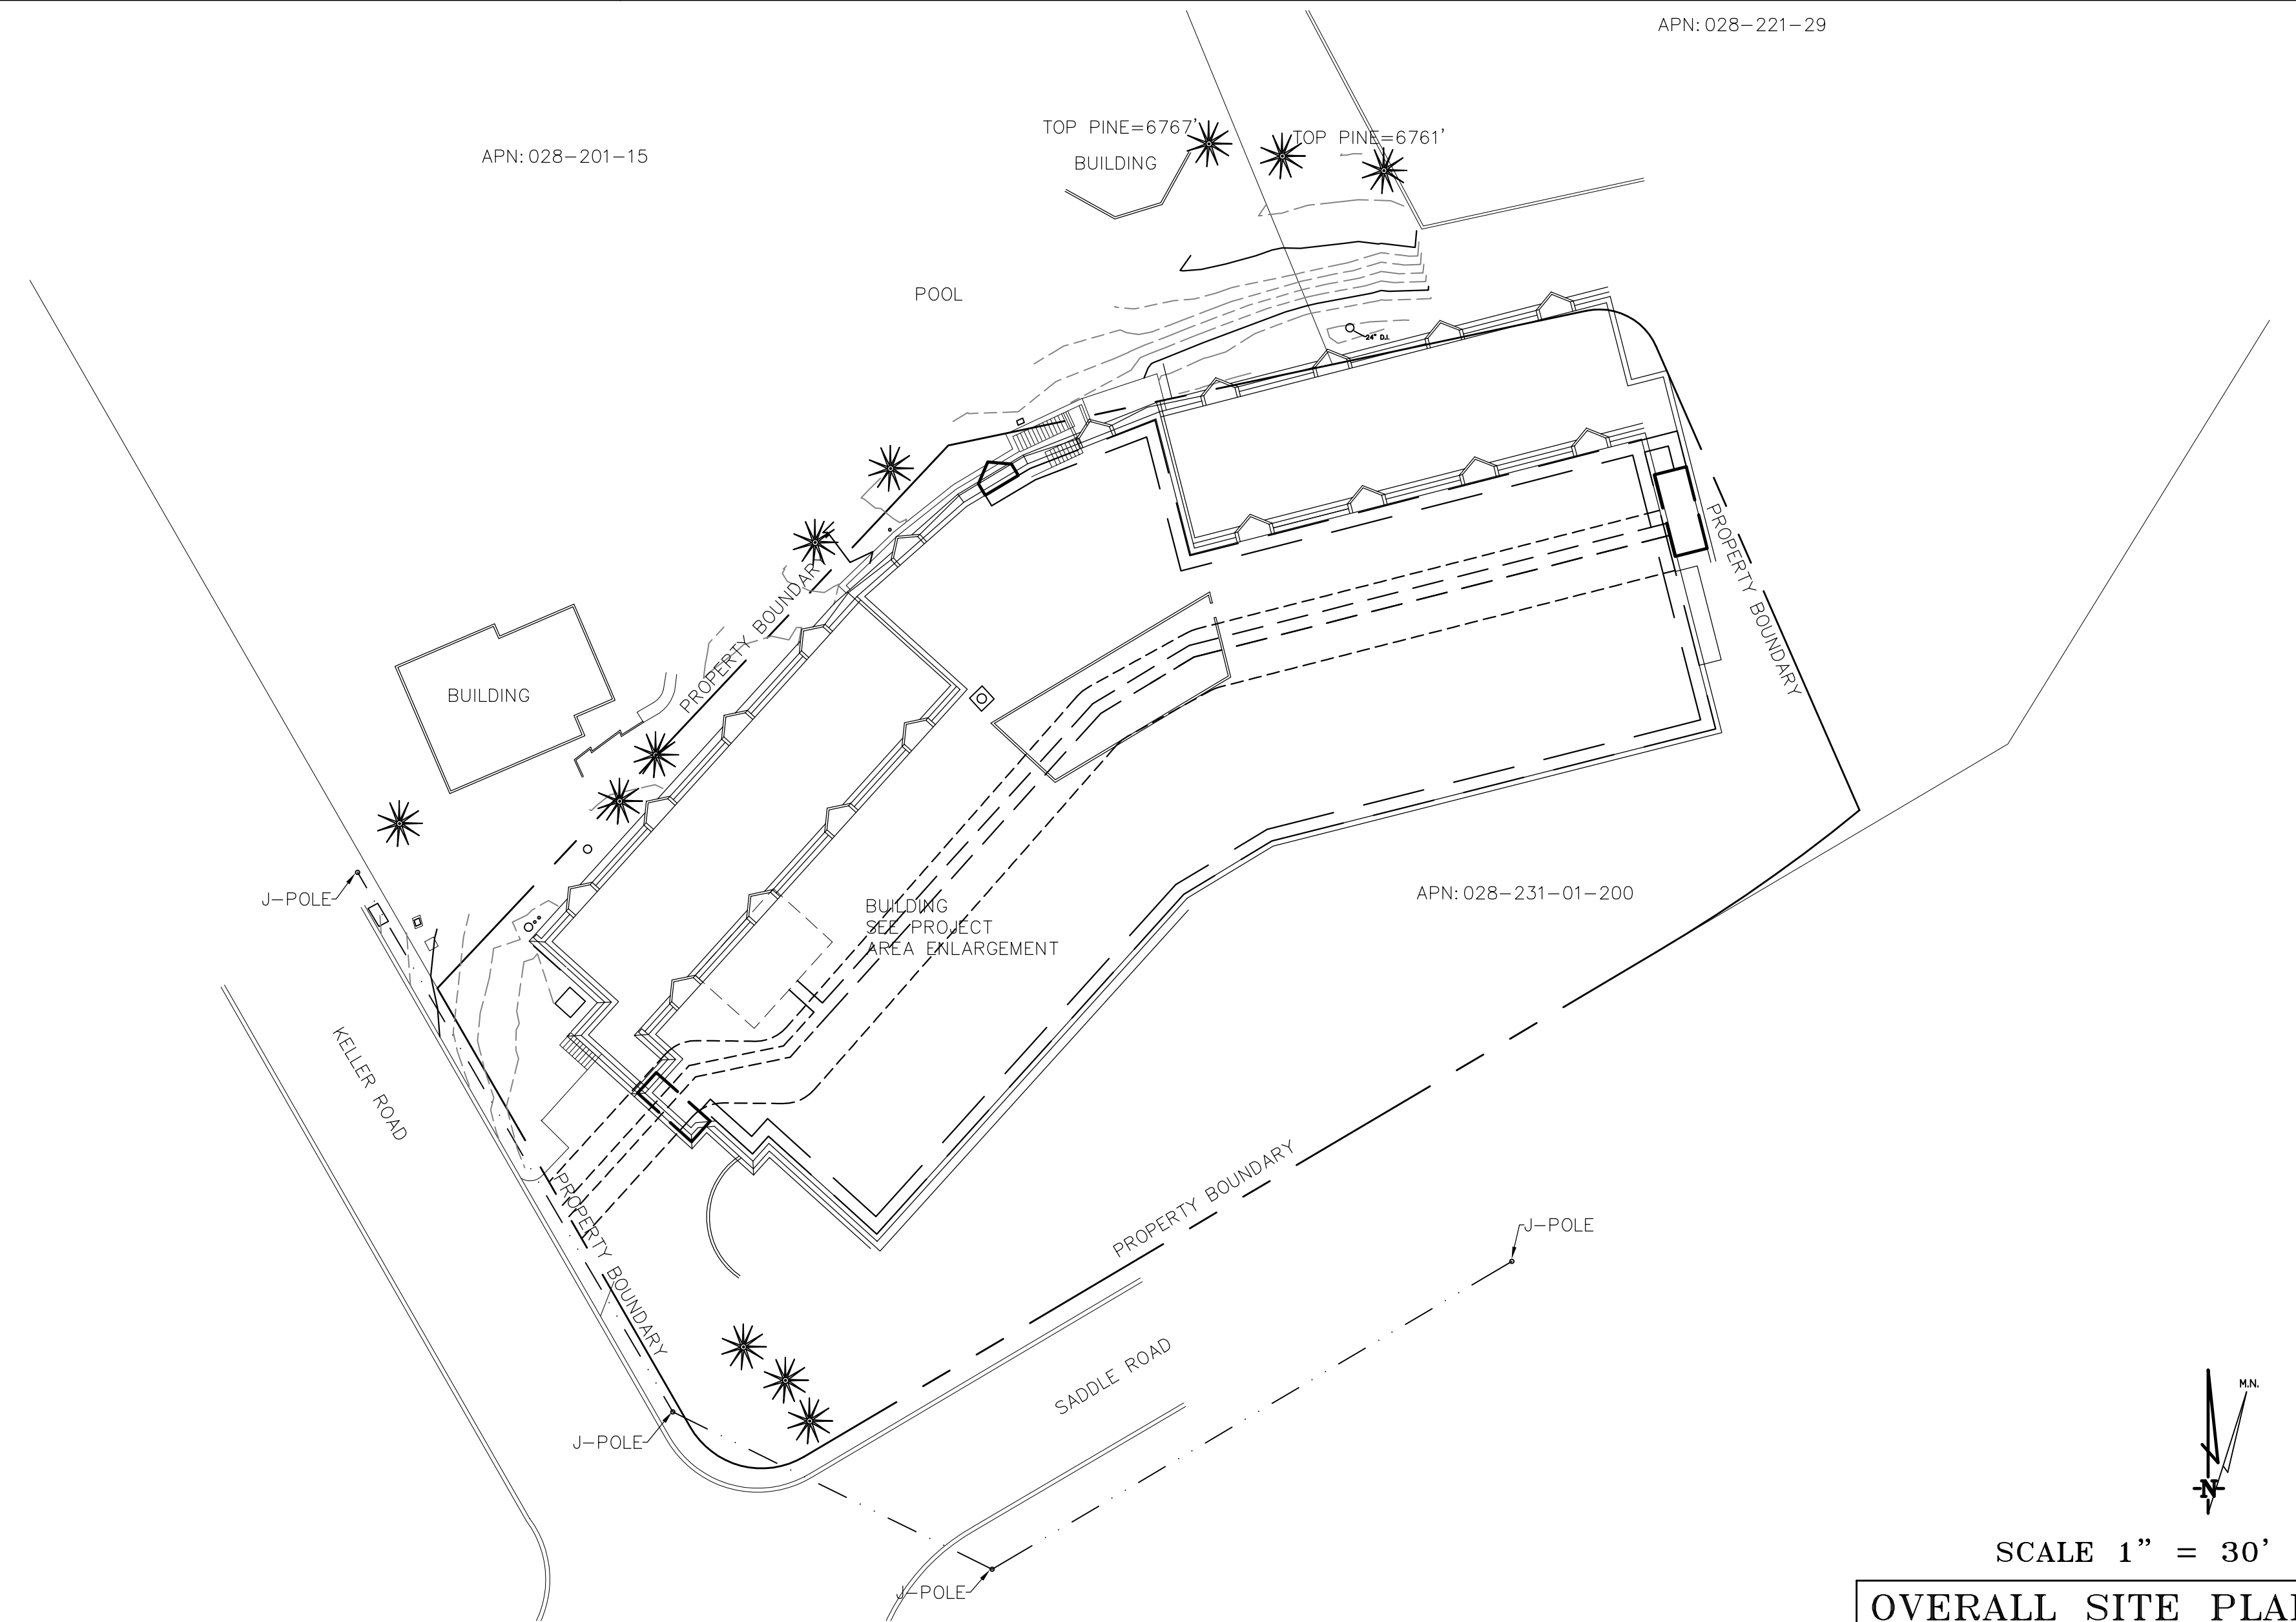 APN: 028-221-29
TOP PINE=6767'
TOP PINE=6761'
APN: 028-201-15
BUILDING
POOL
24" D.I.
PROPERTY BOUNDARY
PROPERTY BOUNDARY
BUILDING
J-POLE
APN: 028-231-01-200
BUILDING
SEE PROJECT
AREA ENLARGEMENT
KELLER ROAD
PROPERTY BOUNDARY
PROPERTY BOUNDARY
J-POLE
SADDLE ROAD
J-POLE
J-POLE
M.N.
N
SCALE 1" = 30'
OVERALL SITE PLA